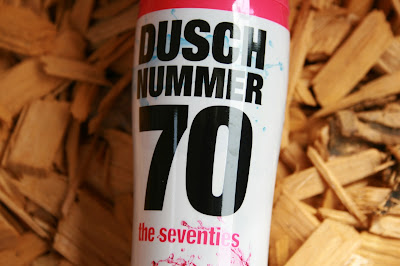 DUSCH
NUMMER
70
the seventies